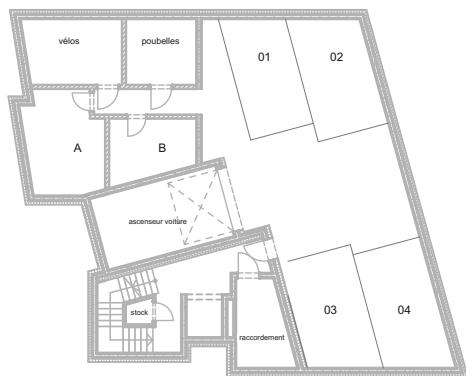 vélos
poubelles
01
02
A
B
ascenseur voiture
stock
raccordement
03
04